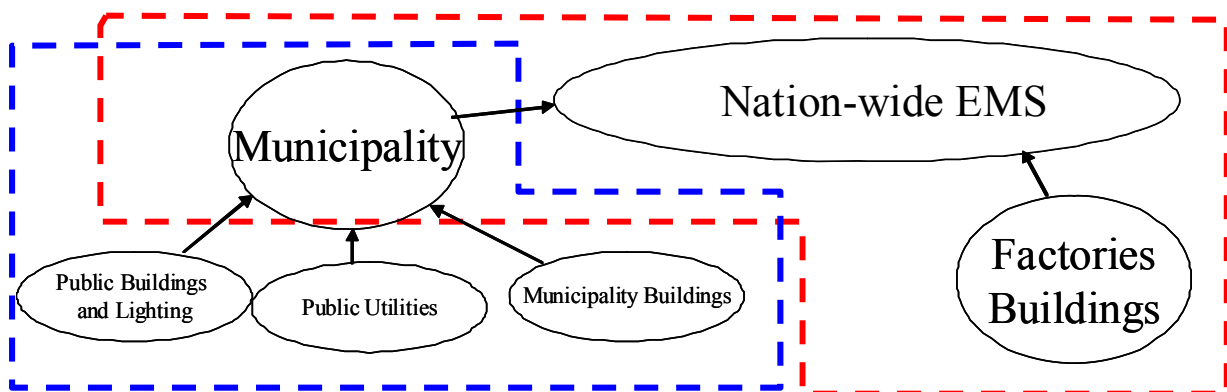 Nation-wide EMS
Municipality
Factories
Buildings
Public Buildings
and Lighting
Public Utilities
Municipality Buildings